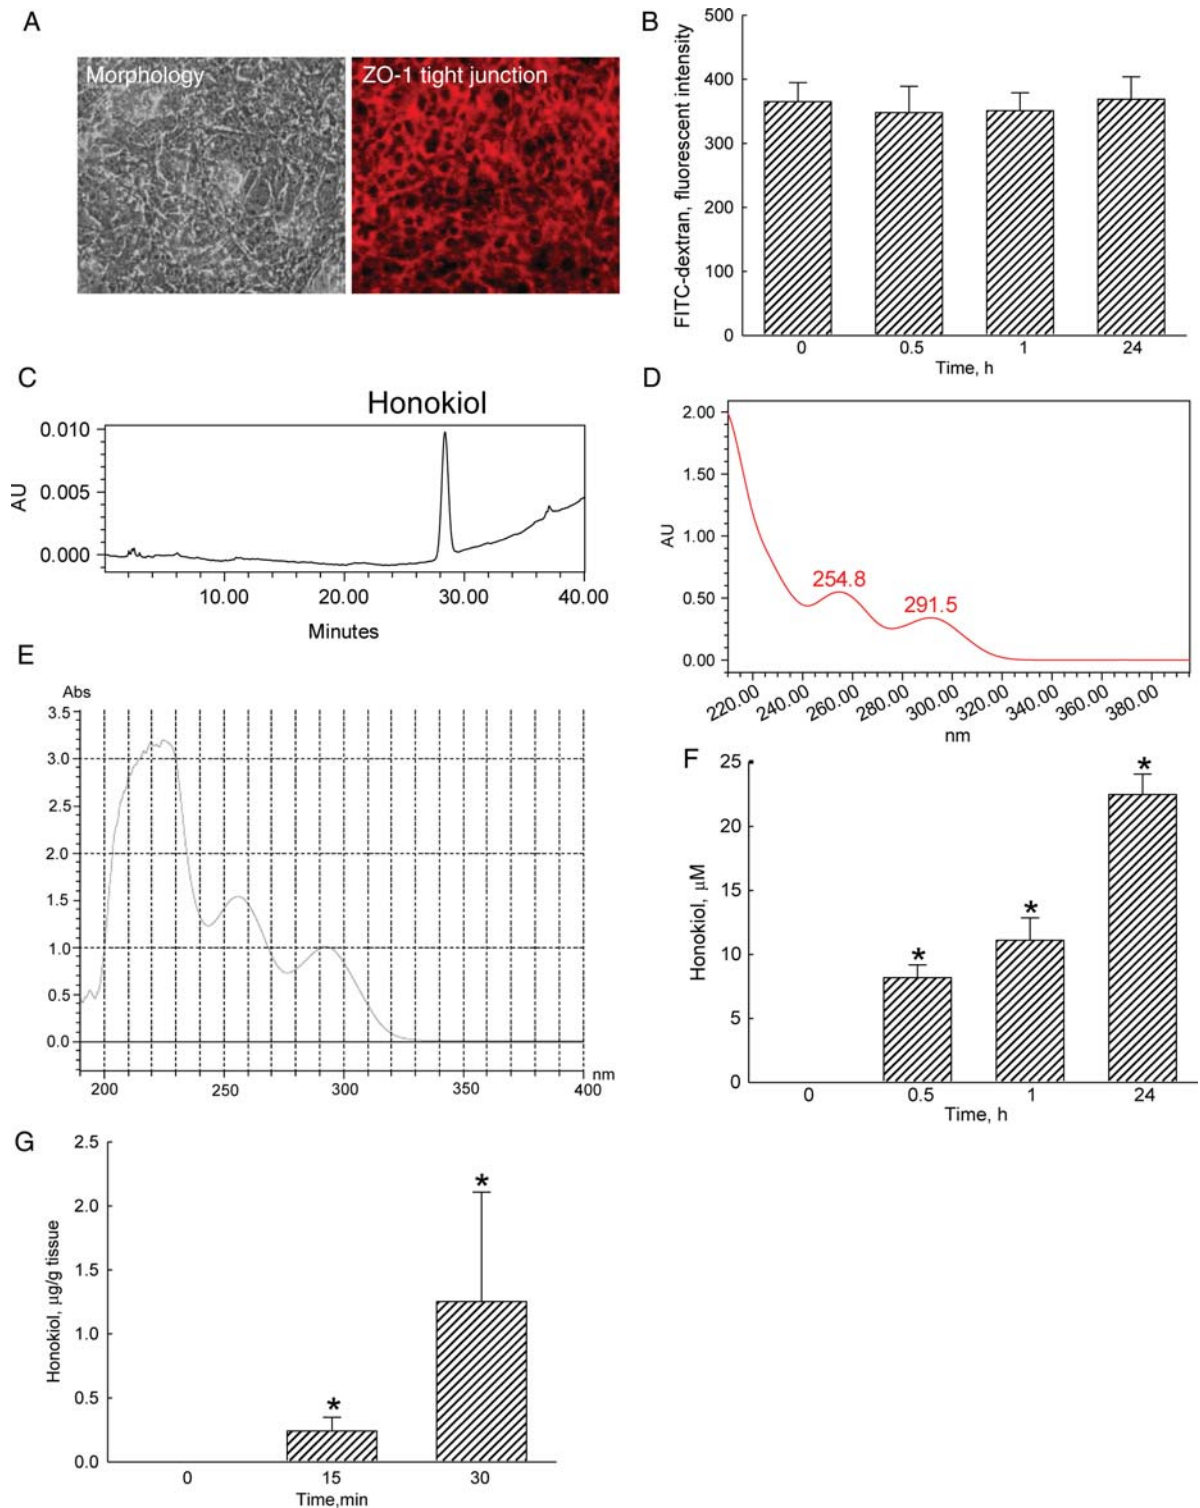 A
Morphology
ZO-1 tight junction
B
FITC-dextran, fluorescent intensity
500
400
300
200
100
0
0 0.5 1 24
Time, h
C
Honokiol
AU
0.010
0.005
0.000
10.00 20.00 30.00 40.00
Minutes
D
AU
2.00
1.50
1.00
0.50
0.00
254.8
291.5
220.00 240.00 260.00 280.00 300.00 320.00 340.00 360.00 380.00
nm
E
Abs
3.5
3.0
2.5
2.0
1.5
1.0
0.5
0.0
200 250 300 350 400
nm
F
Honokiol, μM
25
20
15
10
5
0
* * *
0 0.5 1 24
Time, h
G
Honokiol, μg/g tissue
2.5
2.0
1.5
1.0
0.5
0.0
* *
0 15 30
Time,min